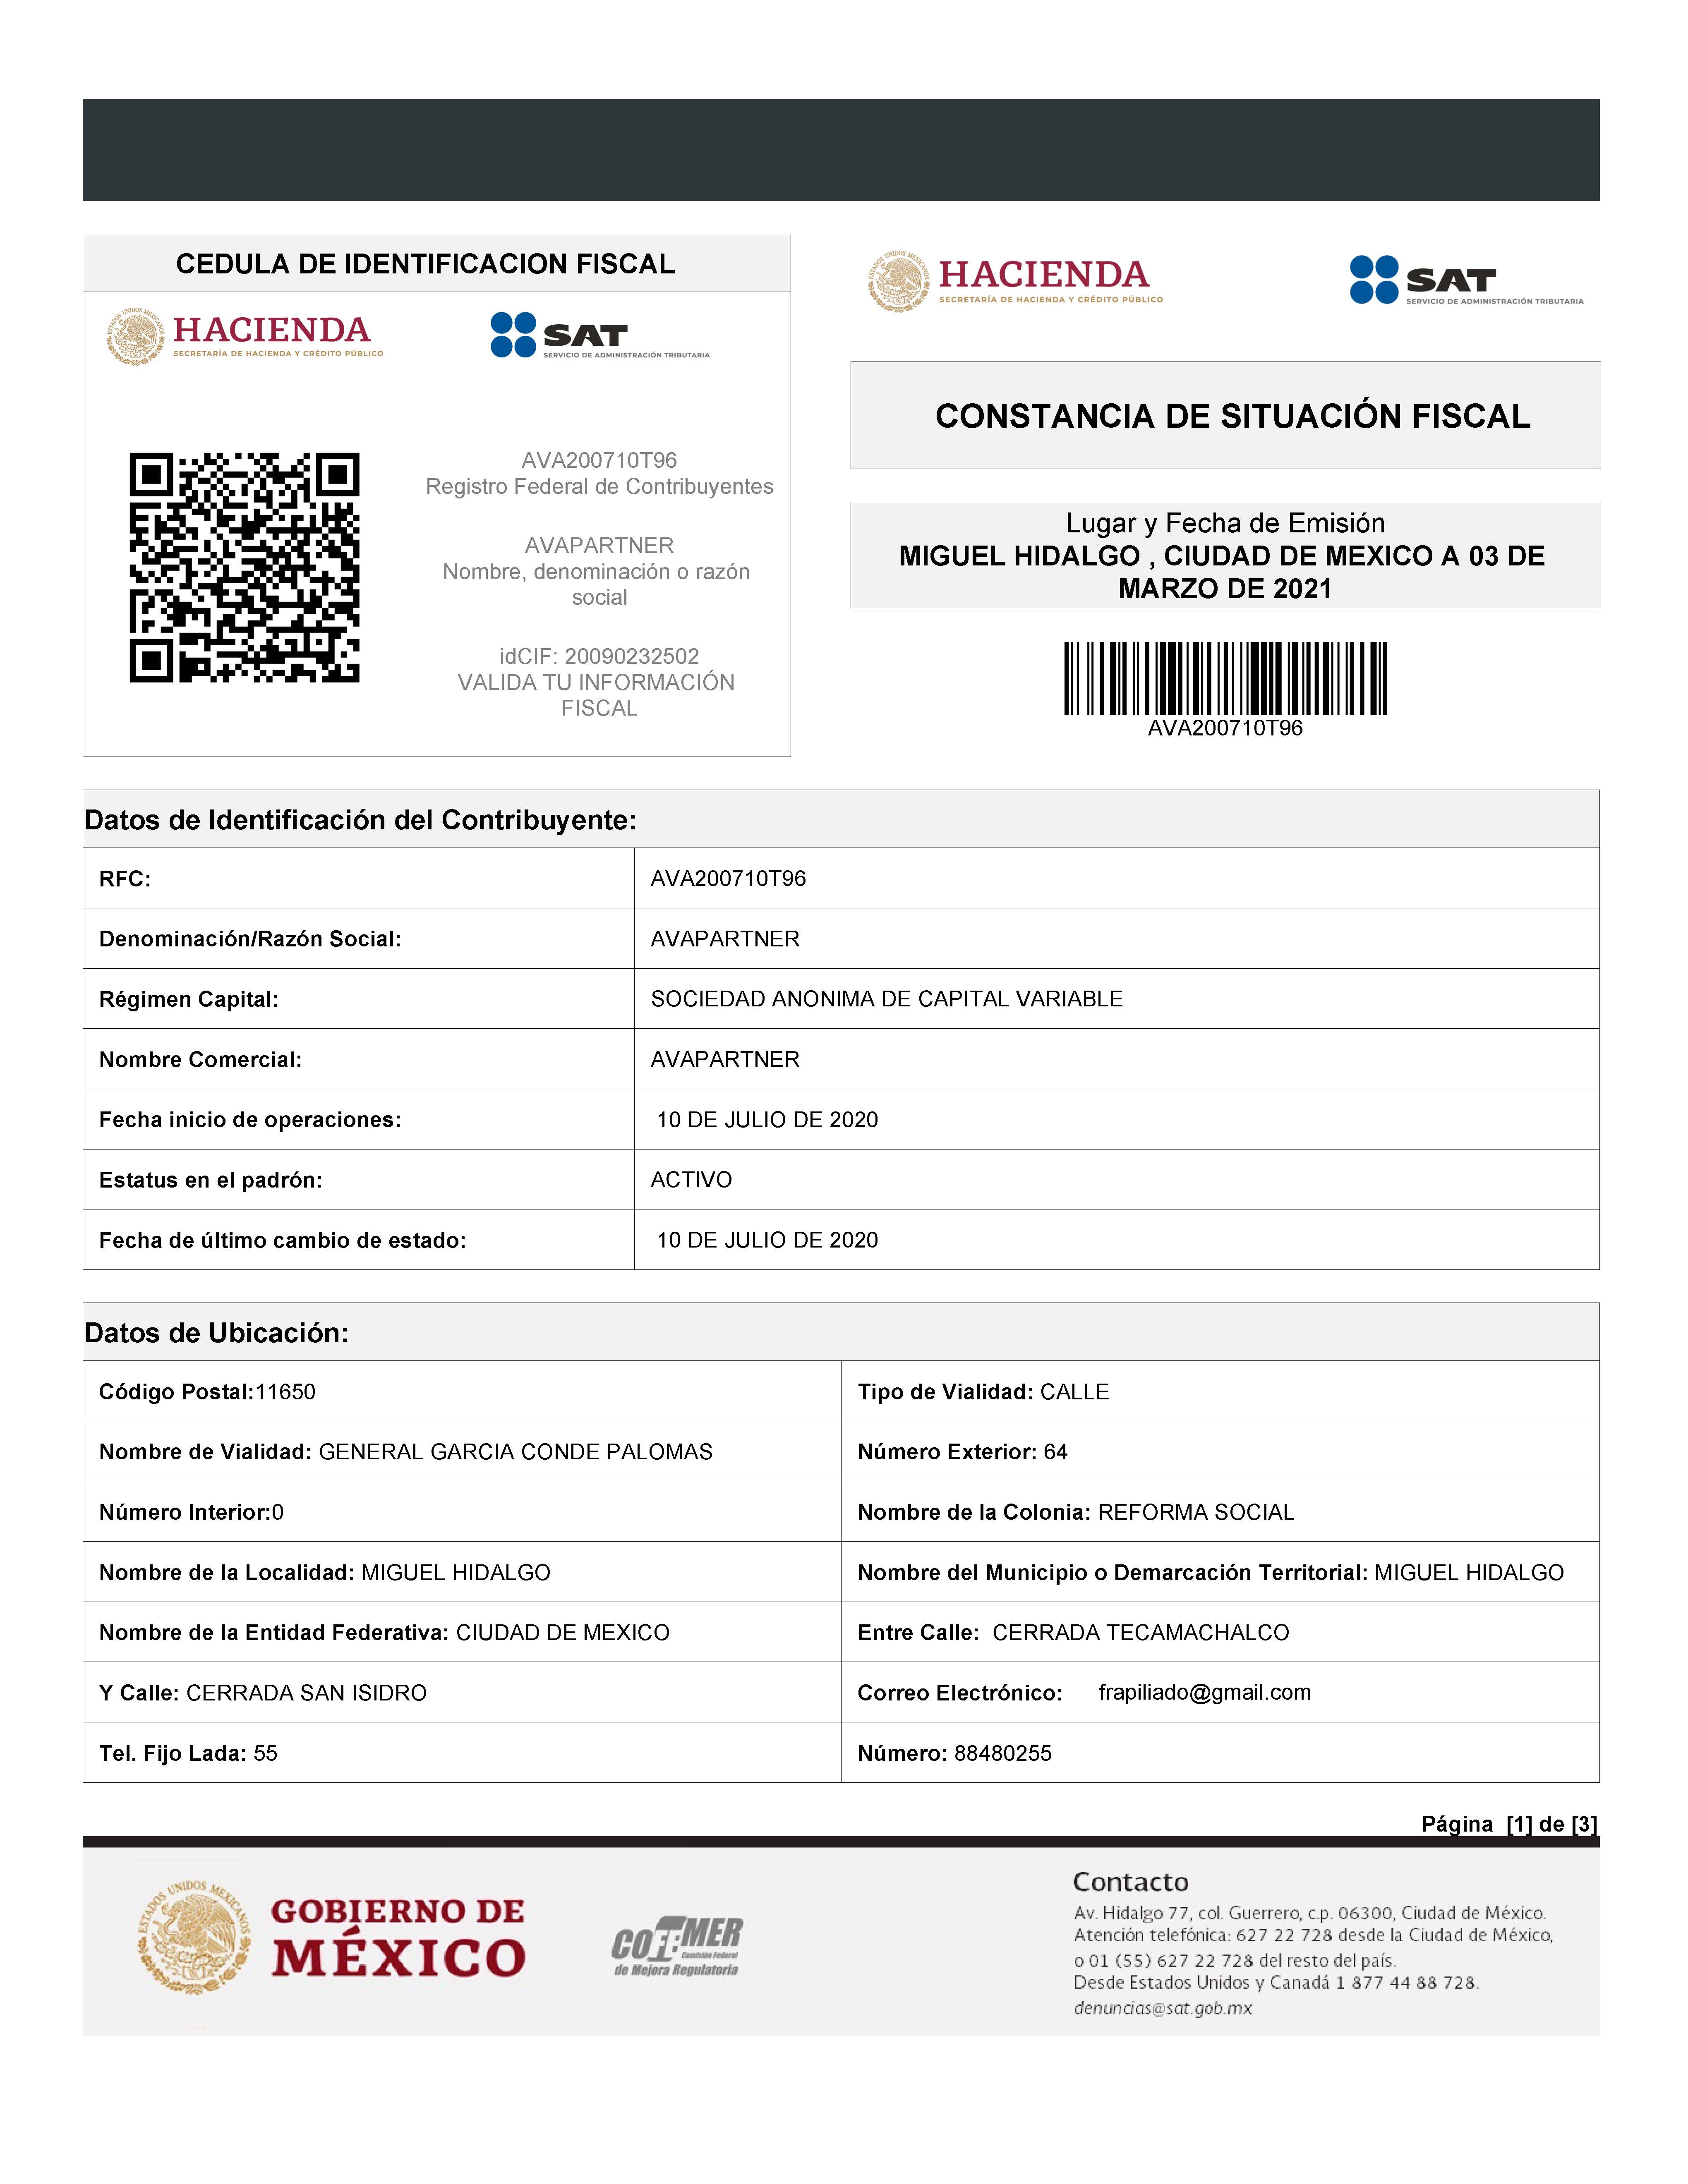 CEDULA DE IDENTIFICACION FISCAL
HACIENDA
SECRETARÍA DE HACIENDA Y CRÉDITO PÚBLICO
SAT
SERVICIO DE ADMINISTRACIÓN TRIBUTARIA
AVA200710T96
Registro Federal de Contribuyentes
AVAPARTNER
Nombre, denominación o razón
social
idCIF: 20090232502
VALIDA TU INFORMACIÓN
FISCAL
HACIENDA
SECRETARÍA DE HACIENDA Y CRÉDITO PÚBLICO
SAT
SERVICIO DE ADMINISTRACIÓN TRIBUTARIA
CONSTANCIA DE SITUACIÓN FISCAL
Lugar y Fecha de Emisión
MIGUEL HIDALGO , CIUDAD DE MEXICO A 03 DE
MARZO DE 2021
AVA200710T96
Datos de Identificación del Contribuyente:
RFC: AVA200710T96
Denominación/Razón Social: AVAPARTNER
Régimen Capital: SOCIEDAD ANONIMA DE CAPITAL VARIABLE
Nombre Comercial: AVAPARTNER
Fecha inicio de operaciones: 10 DE JULIO DE 2020
Estatus en el padrón: ACTIVO
Fecha de último cambio de estado: 10 DE JULIO DE 2020
Datos de Ubicación:
Código Postal:11650 Tipo de Vialidad: CALLE
Nombre de Vialidad: GENERAL GARCIA CONDE PALOMAS Número Exterior: 64
Número Interior:0 Nombre de la Colonia: REFORMA SOCIAL
Nombre de la Localidad: MIGUEL HIDALGO Nombre del Municipio o Demarcación Territorial: MIGUEL HIDALGO
Nombre de la Entidad Federativa: CIUDAD DE MEXICO Entre Calle: CERRADA TECAMACHALCO
Y Calle: CERRADA SAN ISIDRO Correo Electrónico: frapiliado@gmail.com
Tel. Fijo Lada: 55 Número: 88480255
Página [1] de [3]
ESTADOS UNIDOS MEXICANOS
GOBIERNO DE
MÉXICO
COFEMER
Comisión Federal
de Mejora Regulatoria
Contacto
Av. Hidalgo 77, col. Guerrero, c.p. 06300, Ciudad de México.
Atención telefónica: 627 22 728 desde la Ciudad de México,
o 01 (55) 627 22 728 del resto del país.
Desde Estados Unidos y Canadá 1 877 44 88 728.
denuncias@sat.gob.mx